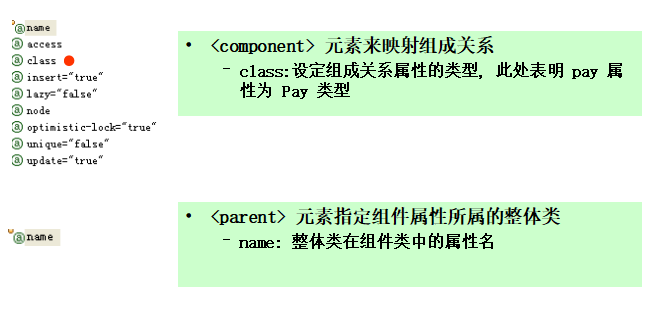 name
access
class
insert="true"
lazy="false"
node
optimistic-lock="true"
unique="false"
update="true"
• <component> 元素来映射组成关系
– class:设定组成关系属性的类型, 此处表明 pay 属
性为 Pay 类型
name
• <parent> 元素指定组件属性所属的整体类
– name: 整体类在组件类中的属性名